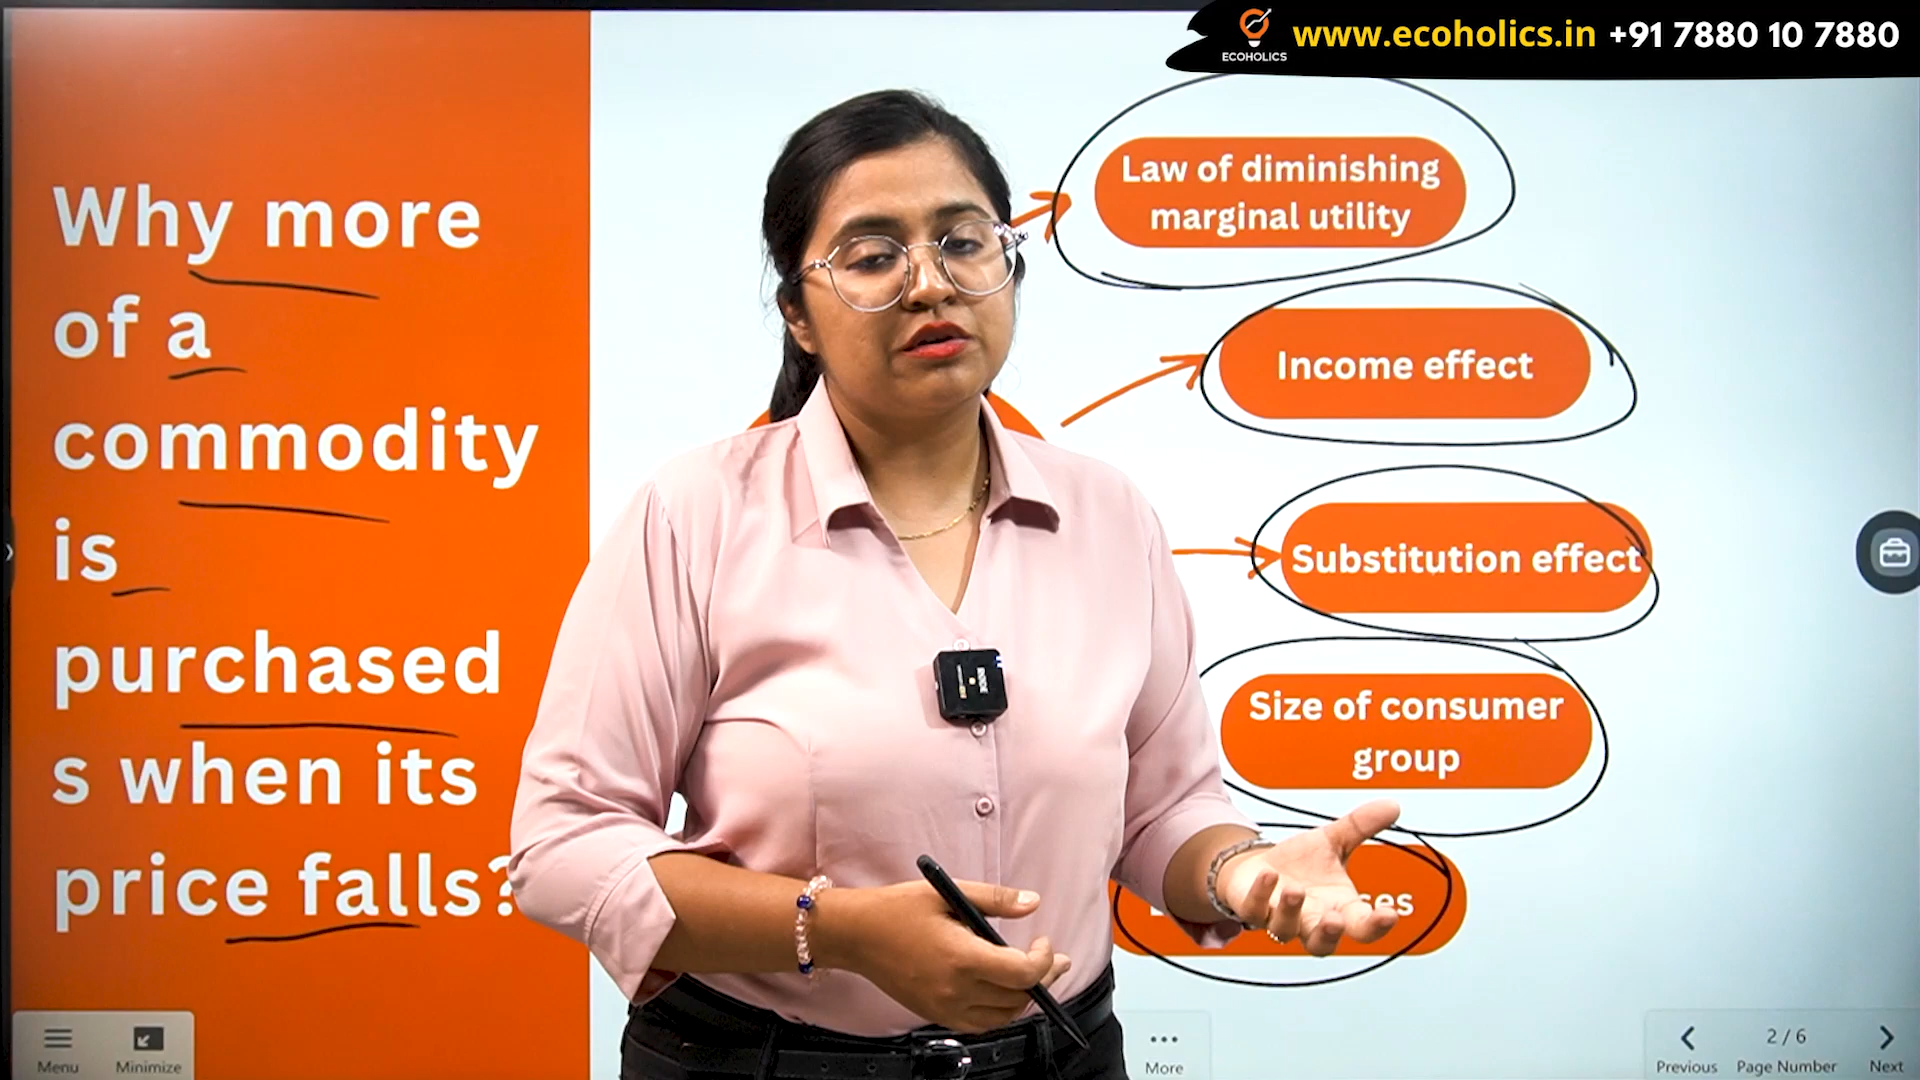 ECOHOLICS
www.ecoholics.in +91 7880 10 7880
Why more
of a
commodity
is
purchased
s when its
price falls?
Law of diminishing
marginal utility
Income effect
Substitution effect
Size of consumer
group
Menu
Minimize
More
Previous
2 / 6
Page Number
Next